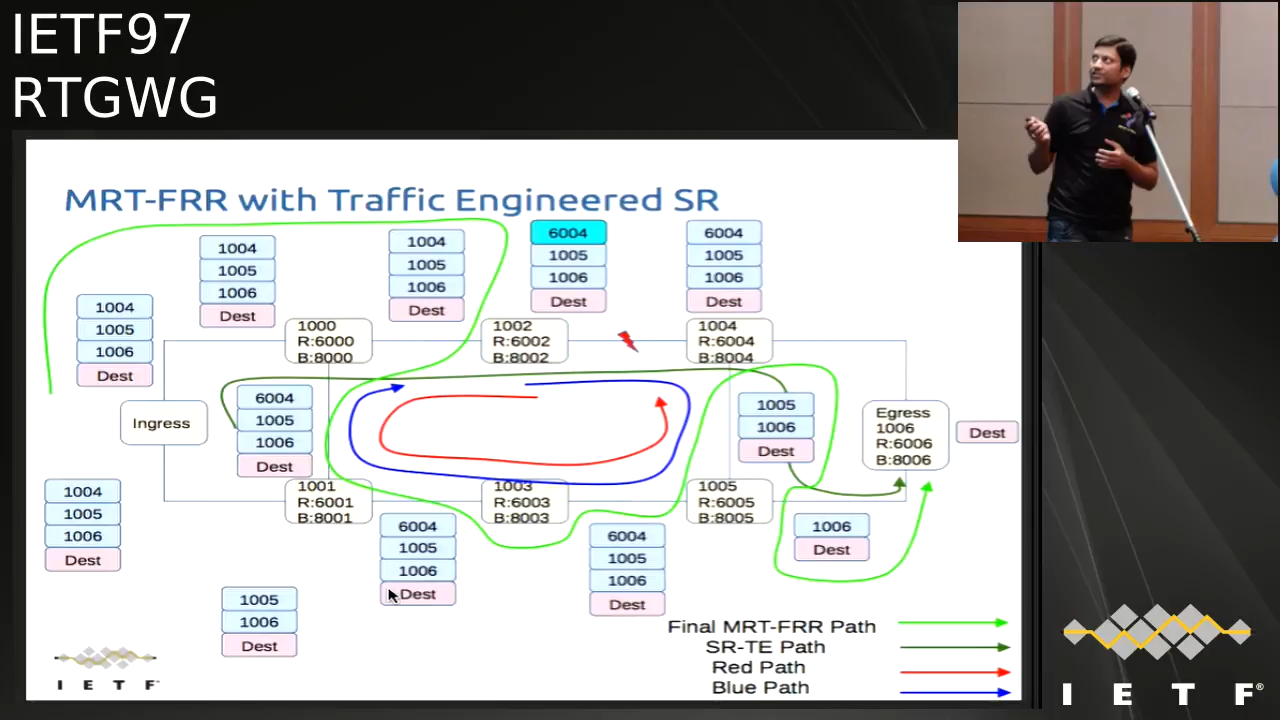 IETF97
RTGWG
MRT-FRR with Traffic Engineered SR
1004
1005
1006
Dest
1004
1005
1006
Dest
1004
1005
1006
Dest
6004
1005
1006
Dest
6004
1005
1006
Dest
1000
R:6000
B:8000
1002
R:6002
B:8002
1004
R:6004
B:8004
Ingress
6004
1005
1006
Dest
1005
1006
Dest
Egress
1006
R:6006
B:8006
Dest
1001
R:6001
B:8001
1003
R:6003
B:8003
1005
R:6005
B:8005
1004
1005
1006
Dest
6004
1005
1006
Dest
6004
1005
1006
Dest
1006
Dest
1005
1006
Dest
Final MRT-FRR Path
SR-TE Path
Red Path
Blue Path
I E T F
I E T F®